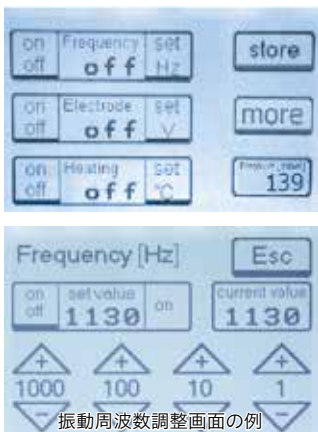 on
off
Frequency
off
set
Hz
store
on
off
Electrode
off
set
V
more
on
off
Heating
off
set
℃
139
Frequency [Hz]
Esc
on
off
set value
1130
on
current value
1130
+ + + +
1000 100 10 1
− −
振動周波数調整画面の例